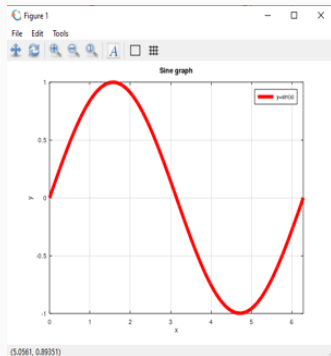 Figure 1
File Edit Tools
A
Sine graph
y=sin(x)
1
0.5
0
-0.5
-1
y
0 1 2 3 4 5 6
x
(5.0561, 0.89351)